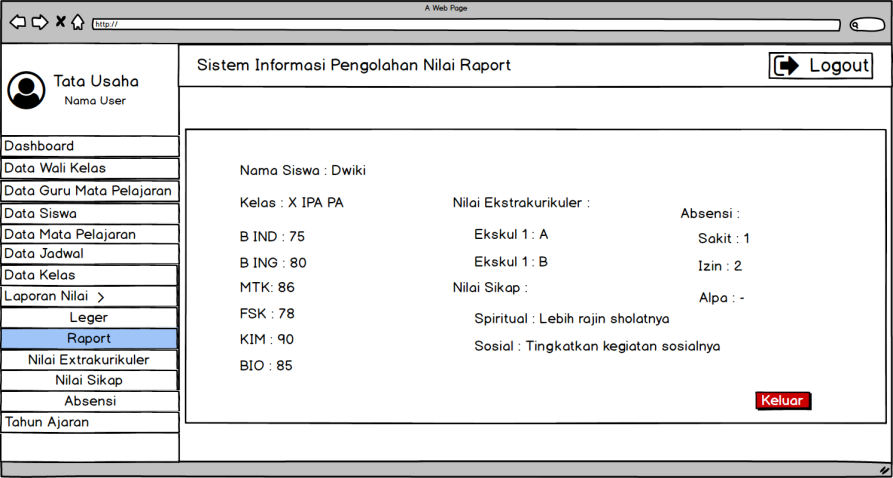 A Web Page
http://
Tata Usaha
Nama User
Sistem Informasi Pengolahan Nilai Raport
Logout
Dashboard
Data Wali Kelas
Data Guru Mata Pelajaran
Data Siswa
Data Mata Pelajaran
Data Jadwal
Data Kelas
Laporan Nilai >
Leger
Raport
Nilai Extrakurikuler
Nilai Sikap
Absensi
Tahun Ajaran
Nama Siswa : Dwiki
Kelas : X IPA PA
B IND : 75
B ING : 80
MTK: 86
FSK : 78
KIM : 90
BIO : 85
Nilai Ekstrakurikuler :
Ekskul 1 : A
Ekskul 1 : B
Nilai Sikap :
Spiritual : Lebih rajin sholatnya
Sosial : Tingkatkan kegiatan sosialnya
Absensi :
Sakit : 1
Izin : 2
Alpa : -
Keluar